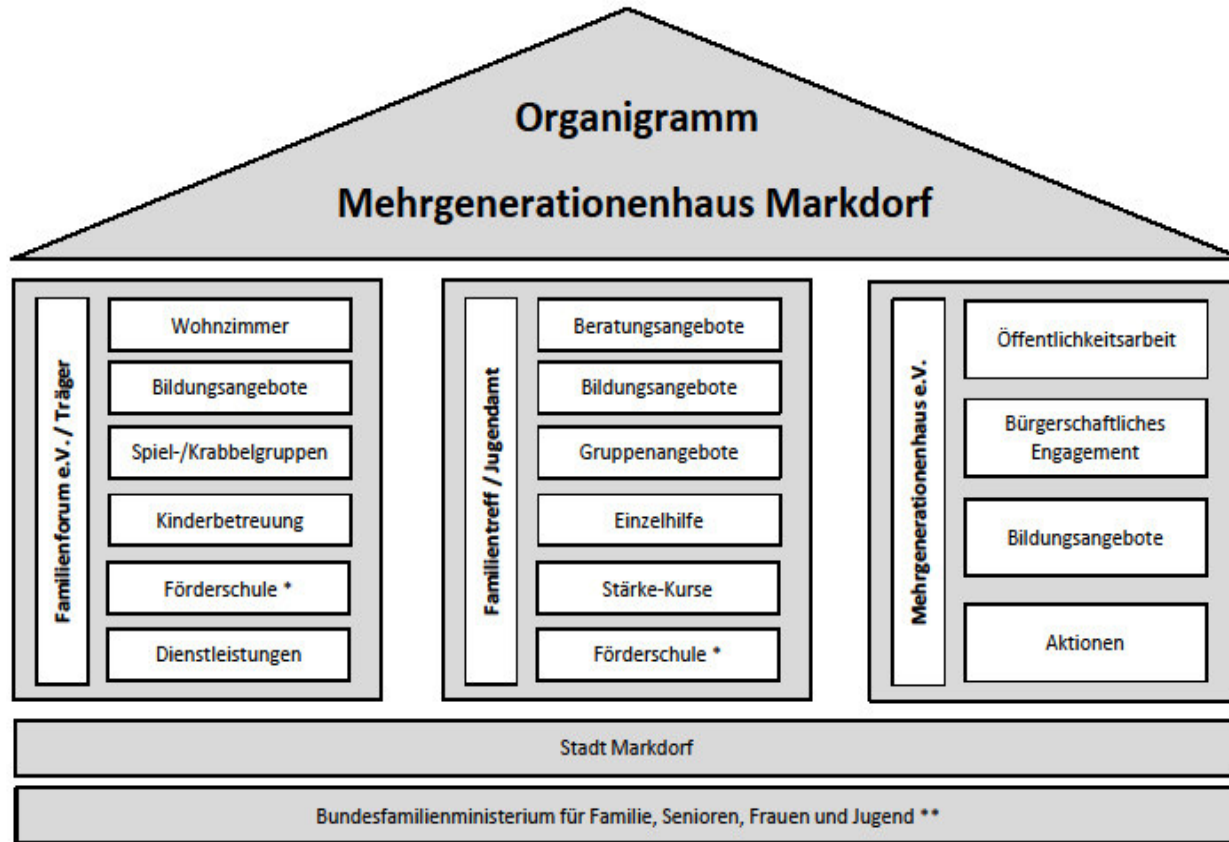 Organigramm
Mehrgenerationenhaus Markdorf
Familienforum e.V. / Träger
Wohnzimmer
Bildungsangebote
Spiel-/Krabbelgruppen
Kinderbetreuung
Förderschule *
Dienstleistungen
Familientreff / Jugendamt
Beratungsangebote
Bildungsangebote
Gruppenangebote
Einzelhilfe
Stärke-Kurse
Förderschule *
Mehrgenerationenhaus e.V.
Öffentlichkeitsarbeit
Bürgerschaftliches
Engagement
Bildungsangebote
Aktionen
Stadt Markdorf
Bundesfamilienministerium für Familie, Senioren, Frauen und Jugend **